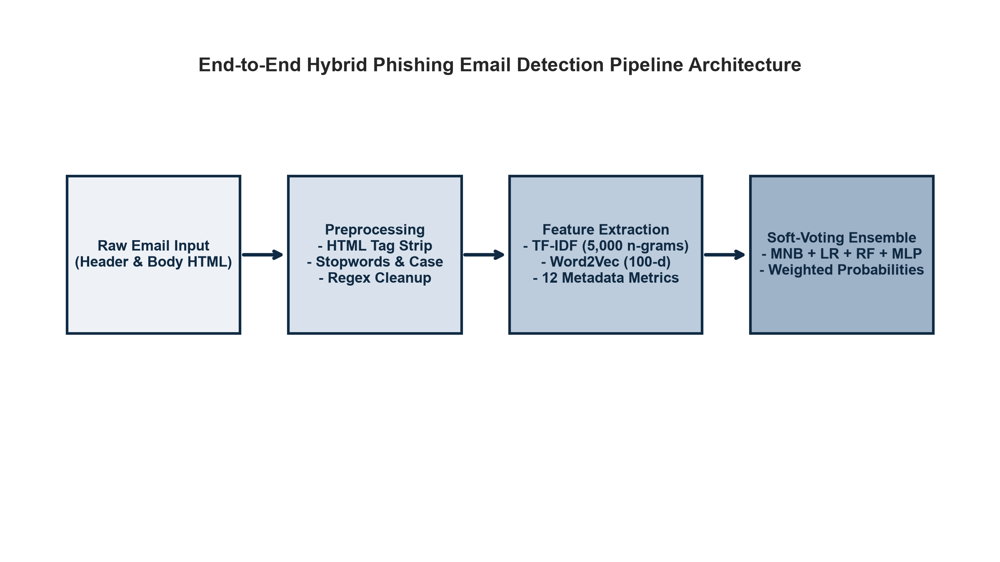 End-to-End Hybrid Phishing Email Detection Pipeline Architecture
Raw Email Input
(Header & Body HTML)
Preprocessing
- HTML Tag Strip
- Stopwords & Case
- Regex Cleanup
Feature Extraction
- TF-IDF (5,000 n-grams)
- Word2Vec (100-d)
- 12 Metadata Metrics
Soft-Voting Ensemble
- MNB + LR + RF + MLP
- Weighted Probabilities